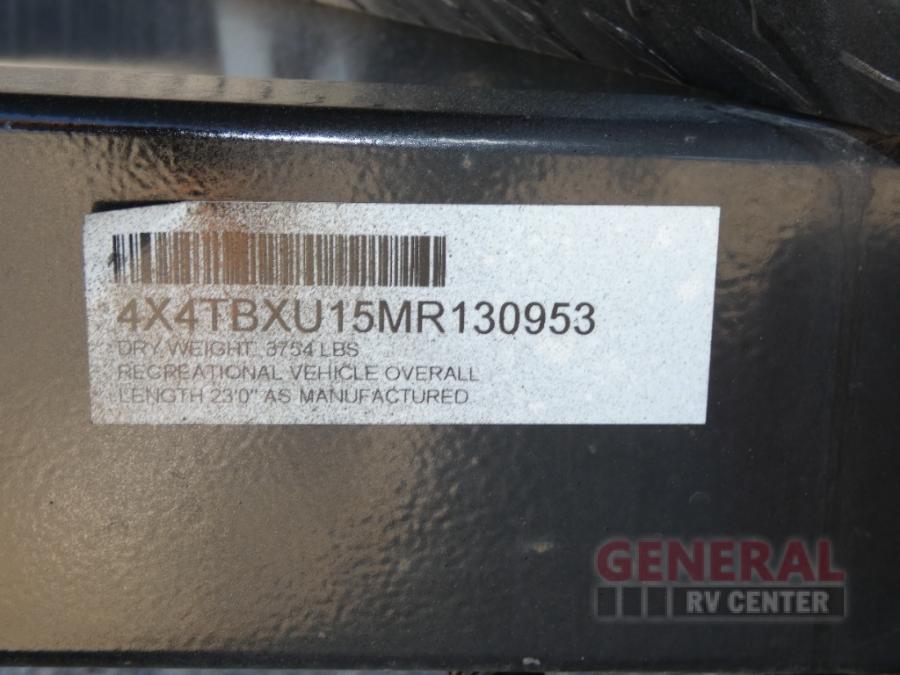 4X4TBXU15MR130953
DRY WEIGHT: 3754 LBS
RECREATIONAL VEHICLE OVERALL
LENGTH 23'0" AS MANUFACTURED
GENERAL
RV CENTER